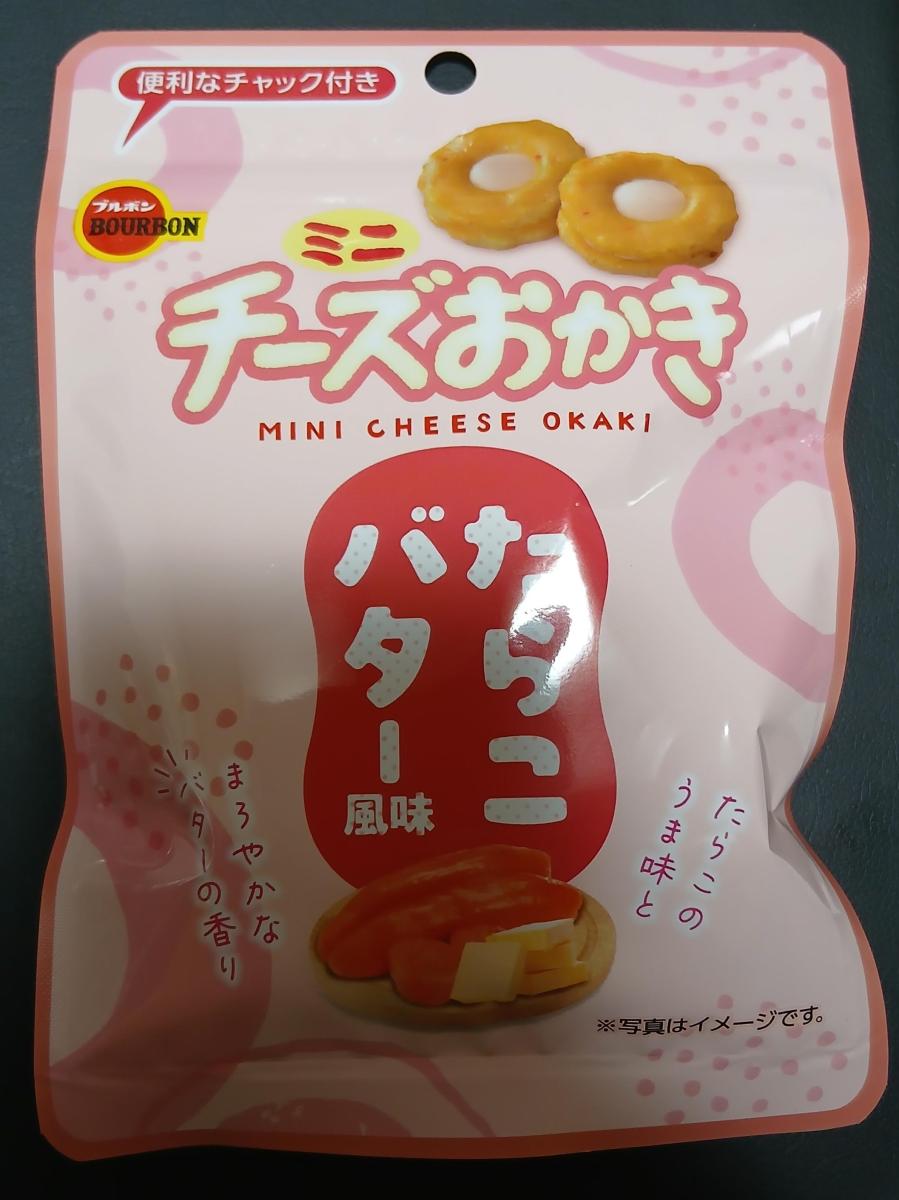 便利なチャック付き
ブルボン
BOURBON
ミニ
チーズおかき
MINI CHEESE OKAKI
たらこ
バター
風味
たらこの
うま味と
まろやかな
バターの香り
※写真はイメージです。